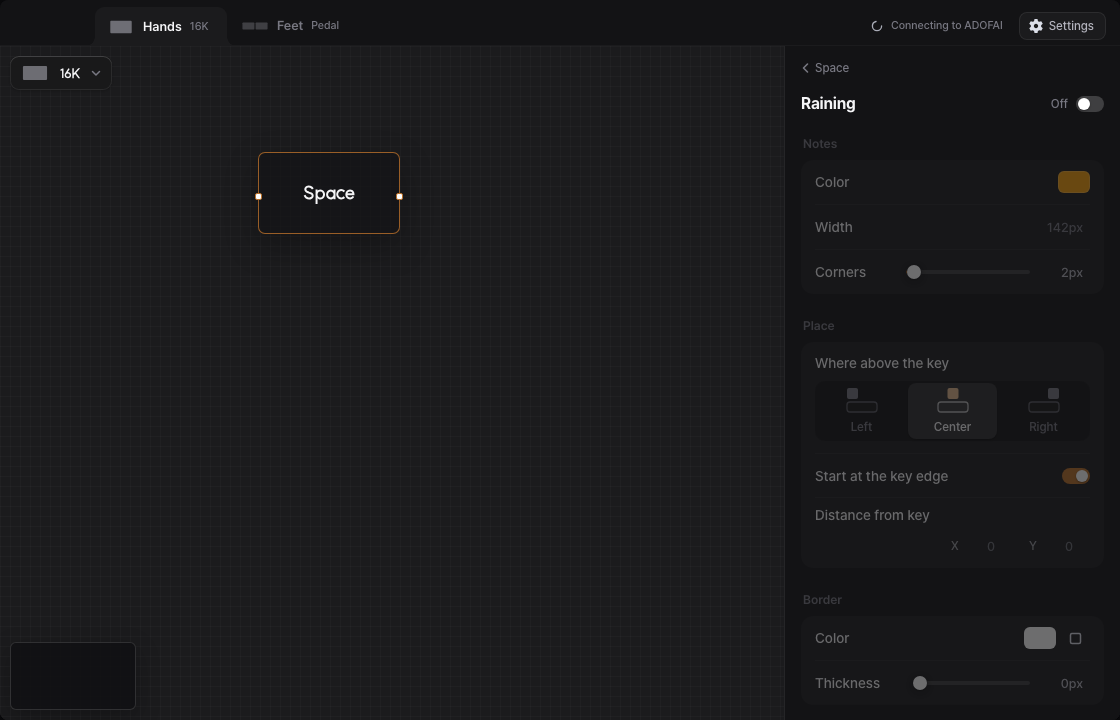 Hands 16K
Feet Pedal
Connecting to ADOFAI
Settings
16K
Space
Space
Raining
Off
Notes
Color
Width 142px
Corners 2px
Place
Where above the key
Left Center Right
Start at the key edge
Distance from key
X 0 Y 0
Border
Color
Thickness 0px